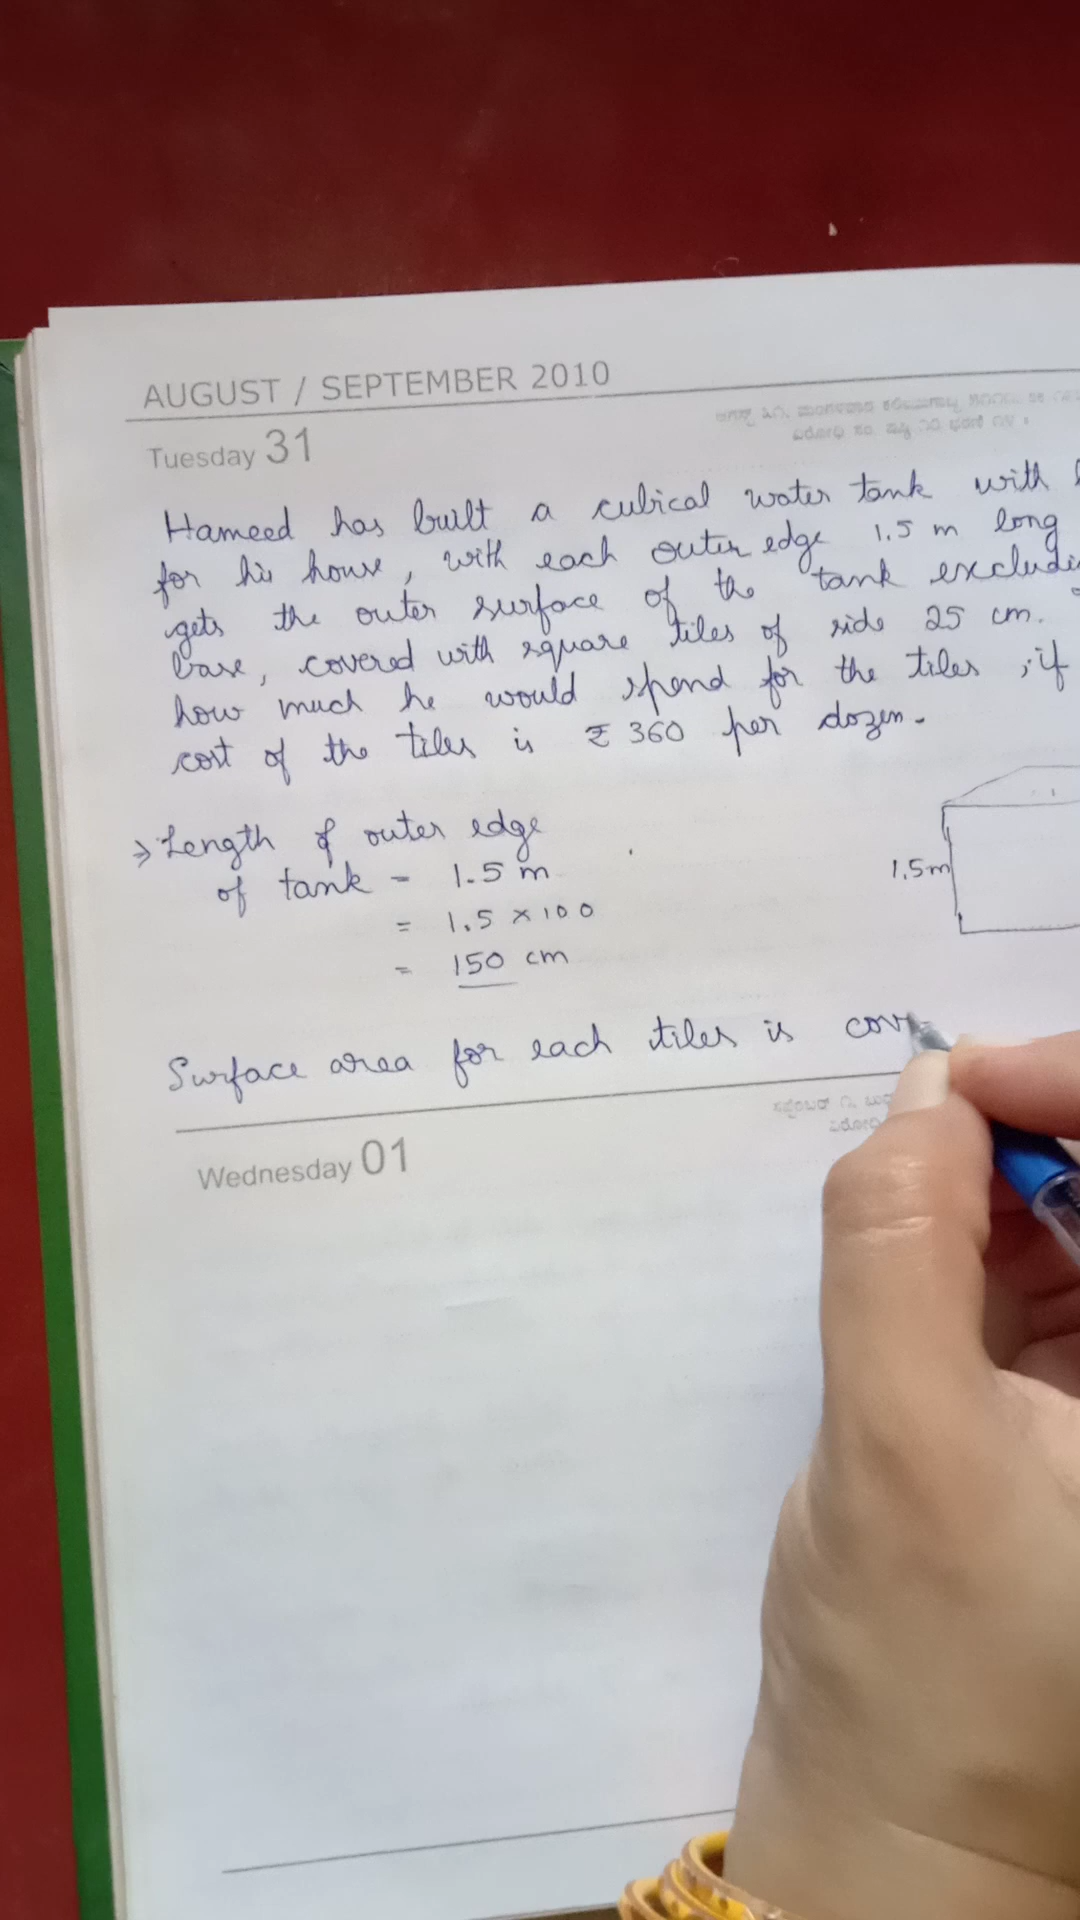 AUGUST / SEPTEMBER 2010
Tuesday 31
Hameed has built a cubical water tank with
for his house, with each outer edge 1.5 m long
gets the outer surface of the tank excludi
base, covered with square tiles of side 25 cm.
how much he would spend for the tiles, if
cost of the tiles is ₹ 360 per dozen.
⇒ Length of outer edge
of tank = 1.5 m
1.5m
= 1.5 × 100
= 150 cm
Surface area for each tiles is cov
Wednesday 01